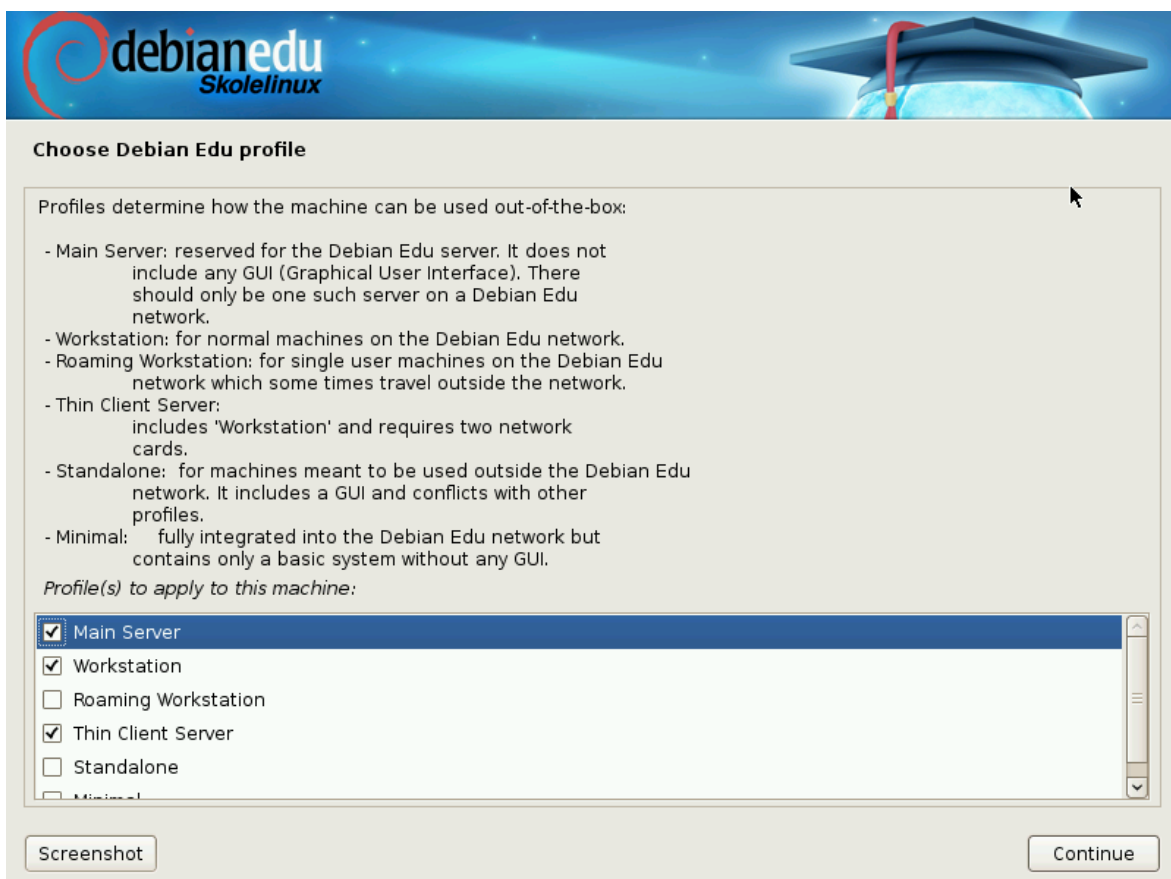 debianedu
Skolelinux
Choose Debian Edu profile
Profiles determine how the machine can be used out-of-the-box:
- Main Server: reserved for the Debian Edu server. It does not
include any GUI (Graphical User Interface). There
should only be one such server on a Debian Edu
network.
- Workstation: for normal machines on the Debian Edu network.
- Roaming Workstation: for single user machines on the Debian Edu
network which some times travel outside the network.
- Thin Client Server:
includes 'Workstation' and requires two network
cards.
- Standalone: for machines meant to be used outside the Debian Edu
network. It includes a GUI and conflicts with other
profiles.
- Minimal: fully integrated into the Debian Edu network but
contains only a basic system without any GUI.
Profile(s) to apply to this machine:
Main Server
Workstation
Roaming Workstation
Thin Client Server
Standalone
Minimal
Screenshot
Continue